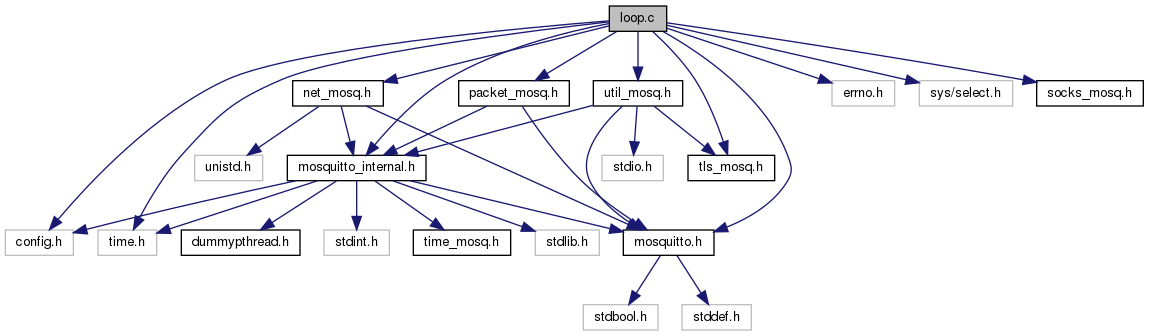 loop.c
net_mosq.h
packet_mosq.h
util_mosq.h
errno.h
sys/select.h
socks_mosq.h
unistd.h
mosquitto_internal.h
stdio.h
tls_mosq.h
config.h
time.h
dummypthread.h
stdint.h
time_mosq.h
stdlib.h
mosquitto.h
stdbool.h
stddef.h